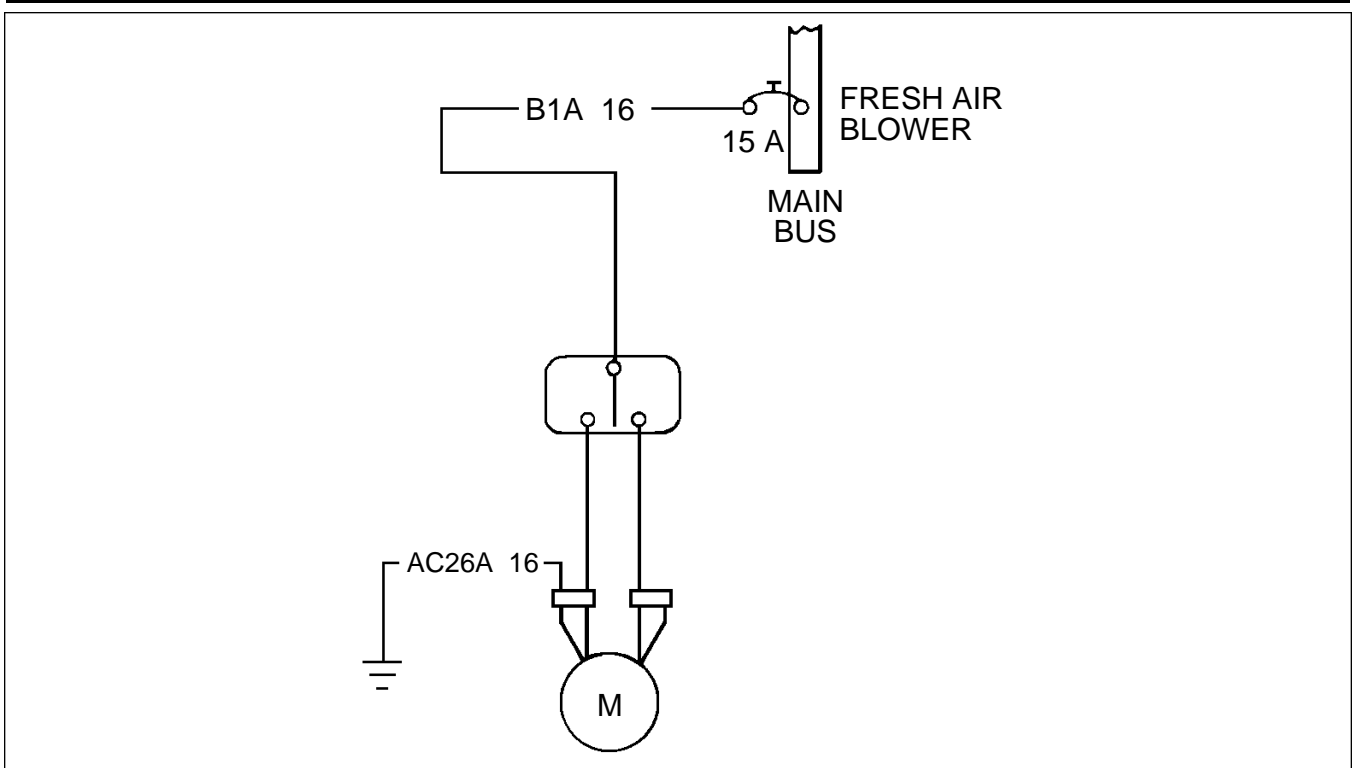 B1A 16
15 A
FRESH AIR
BLOWER
MAIN
BUS
AC26A 16
M